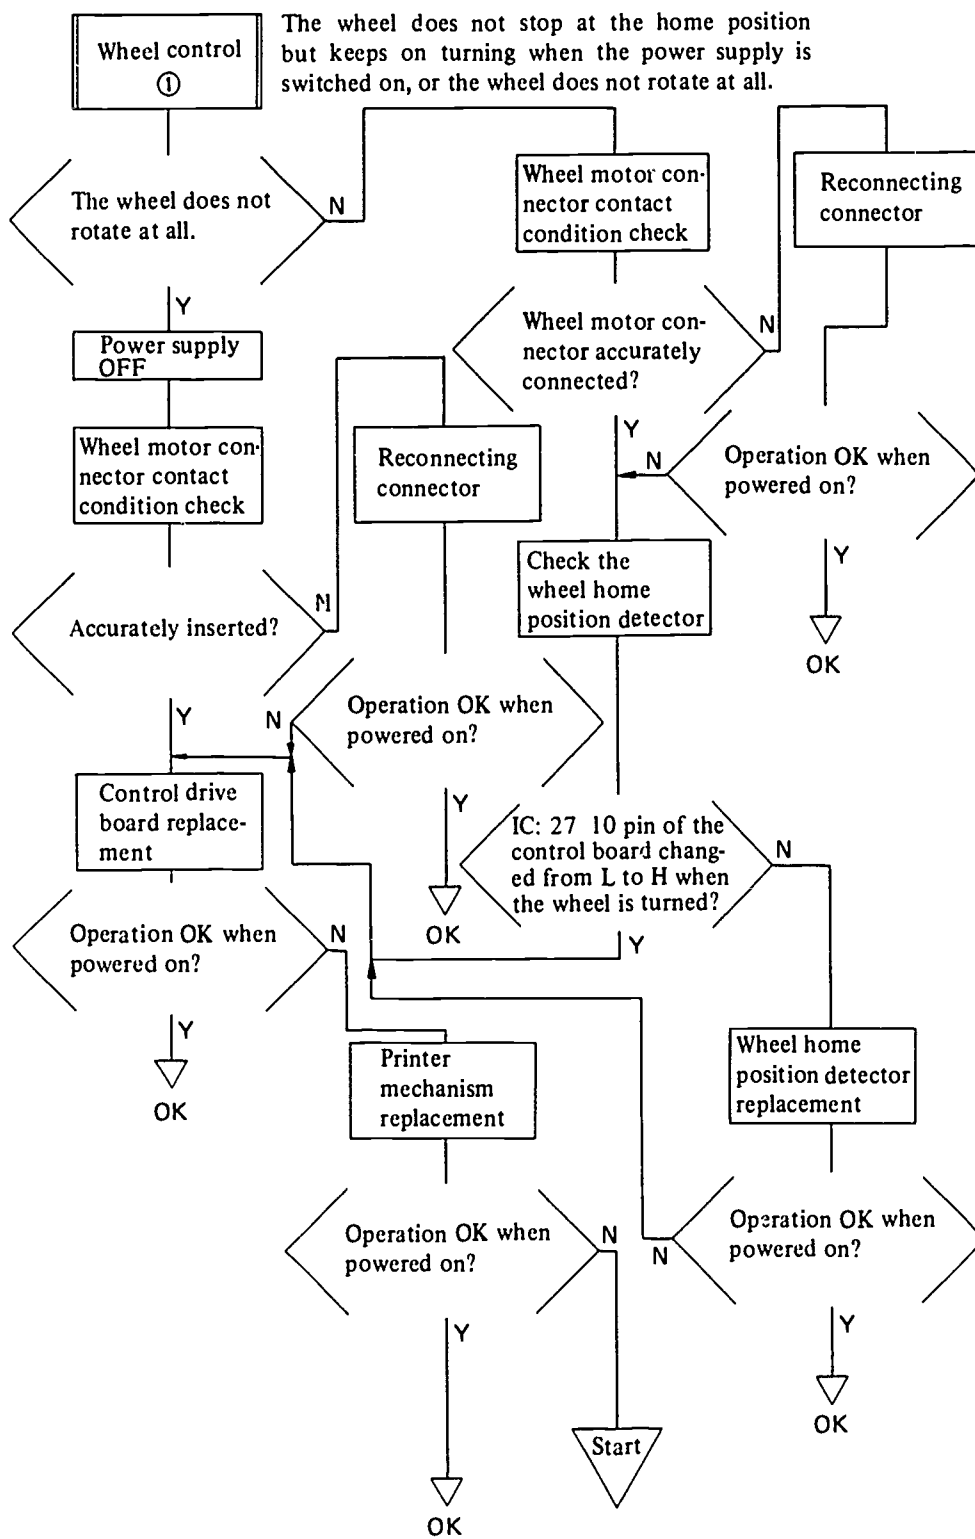 Wheel control
①
The wheel does not stop at the home position
but keeps on turning when the power supply is
switched on, or the wheel does not rotate at all.
The wheel does not
rotate at all.
N
Y
Power supply
OFF
Wheel motor con-
nector contact
condition check
Accurately inserted?
N
Y
Reconnecting
connector
Operation OK when
powered on?
N
Y
OK
Control drive
board replace-
ment
Operation OK when
powered on?
N
Y
OK
Printer
mechanism
replacement
Operation OK when
powered on?
N
Y
OK
Start
Wheel motor con-
nector contact
condition check
Wheel motor con-
nector accurately
connected?
N
Y
Reconnecting
connector
Operation OK when
powered on?
N
Y
OK
Check the
wheel home
position detector
IC: 27 10 pin of the
control board chang-
ed from L to H when
the wheel is turned?
N
Y
Wheel home
position detector
replacement
Operation OK when
powered on?
N
Y
OK